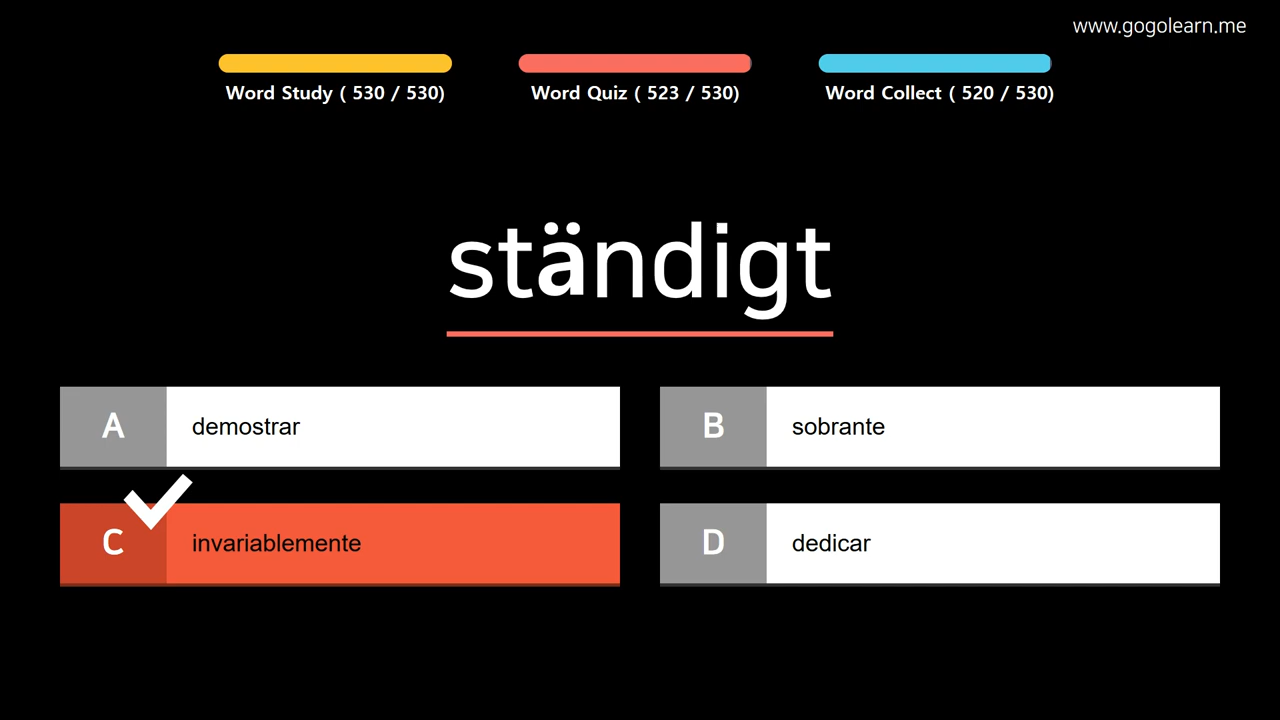 www.gogolearn.me
Word Study ( 530 / 530)
Word Quiz ( 523 / 530)
Word Collect ( 520 / 530)
ständigt
A demostrar
B sobrante
C invariablemente
D dedicar